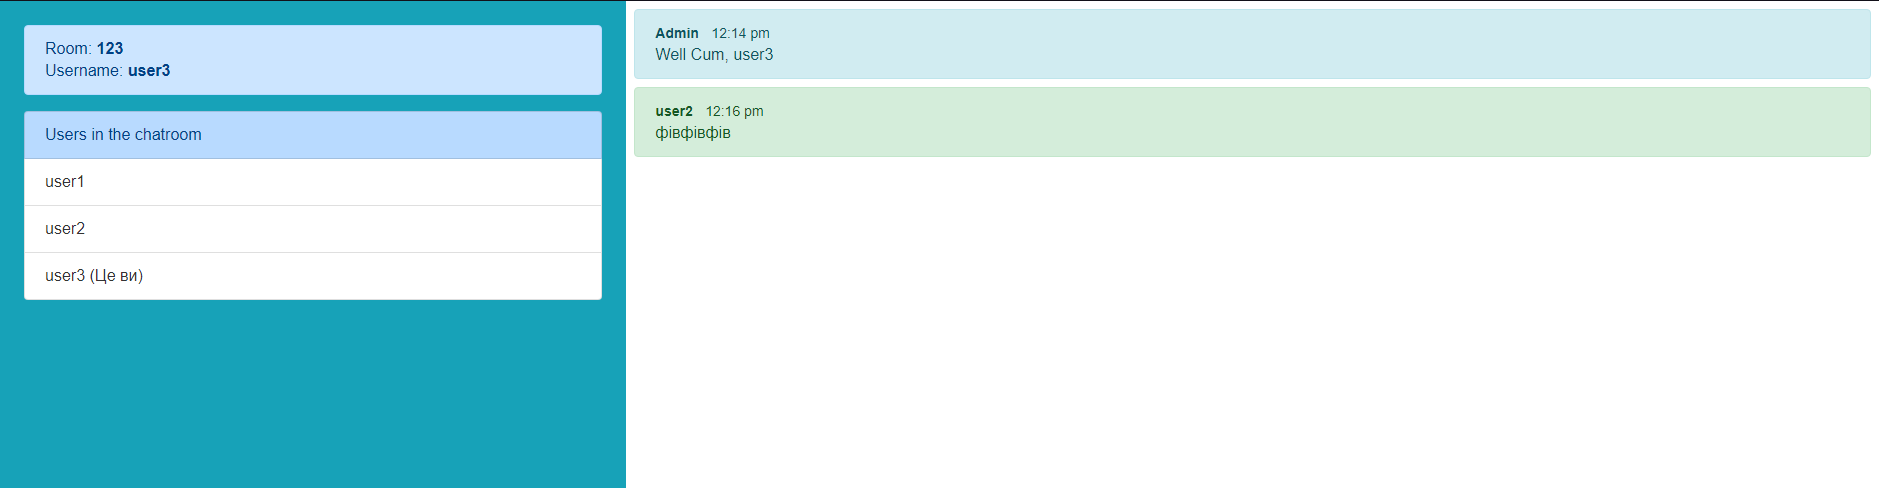 Room: 123
Username: user3
Users in the chatroom
user1
user2
user3 (Це ви)
Admin 12:14 pm
Well Cum, user3
user2 12:16 pm
фівфівфів